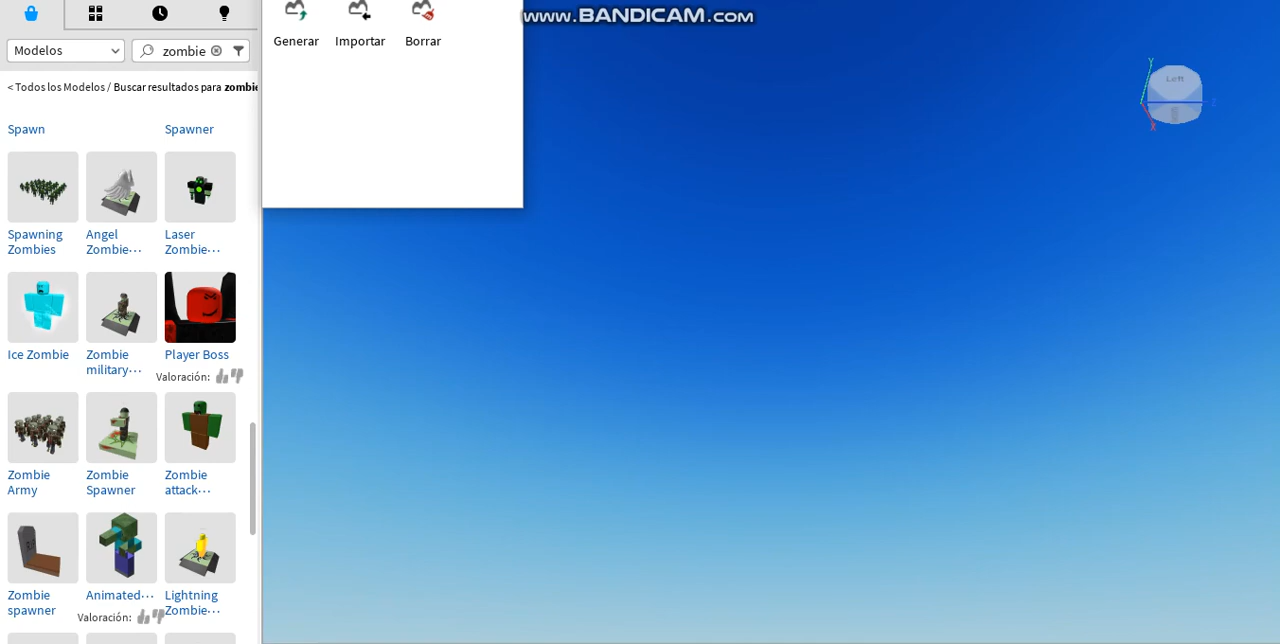 Generar Importar Borrar
www.BANDICAM.com
Modelos
zombie
< Todos los Modelos / Buscar resultados para zombie
Spawn
Spawner
Spawning Zombies
Angel Zombie...
Laser Zombie...
Ice Zombie
Zombie military...
Player Boss
Valoración:
Zombie Army
Zombie Spawner
Zombie attack...
Zombie spawner
Animated...
Lightning Zombie...
Valoración:
Left
Y
Z
X